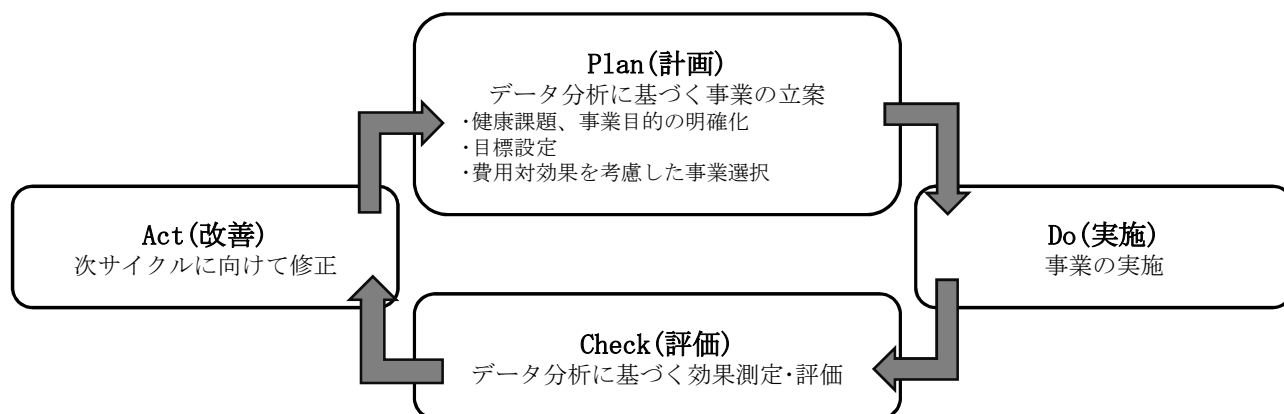 Plan(計画)
データ分析に基づく事業の立案
・健康課題、事業目的の明確化
・目標設定
・費用対効果を考慮した事業選択
Act(改善)
次サイクルに向けて修正
Do(実施)
事業の実施
Check(評価)
データ分析に基づく効果測定・評価